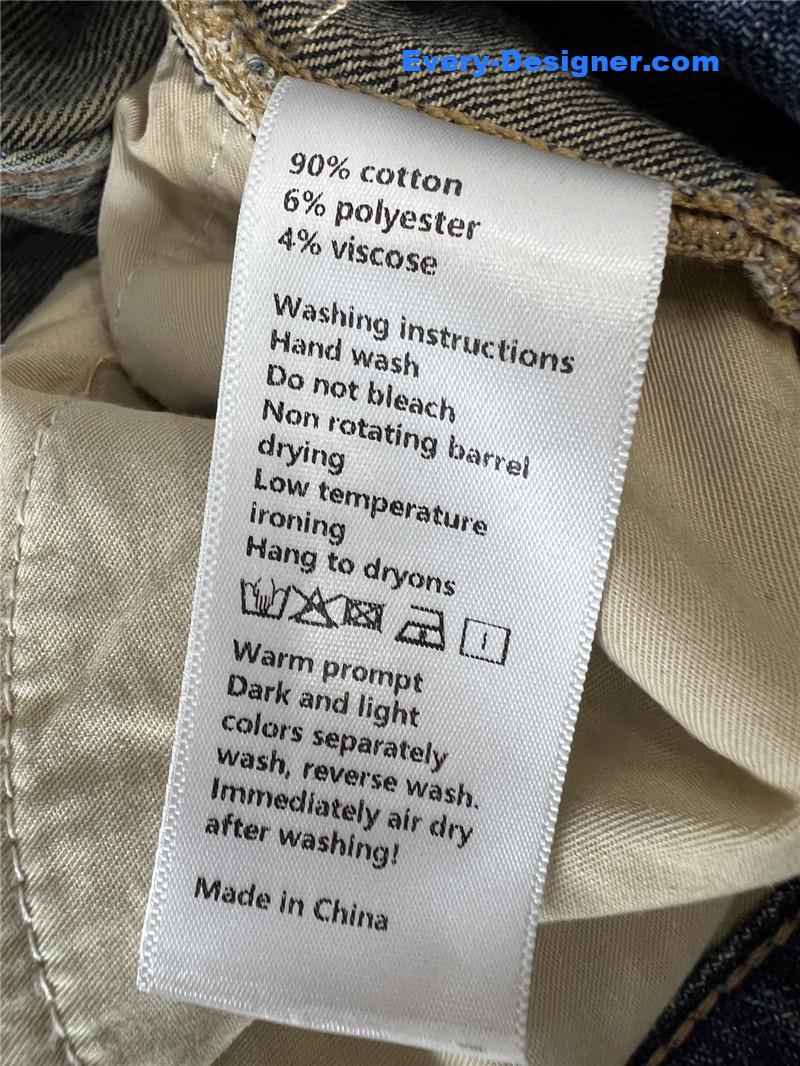 Every-Designer.com
90% cotton
6% polyester
4% viscose
Washing instructions
Hand wash
Do not bleach
Non rotating barrel
drying
Low temperature
ironing
Hang to dryons
Warm prompt
Dark and light
colors separately
wash, reverse wash.
Immediately air dry
after washing!
Made in China